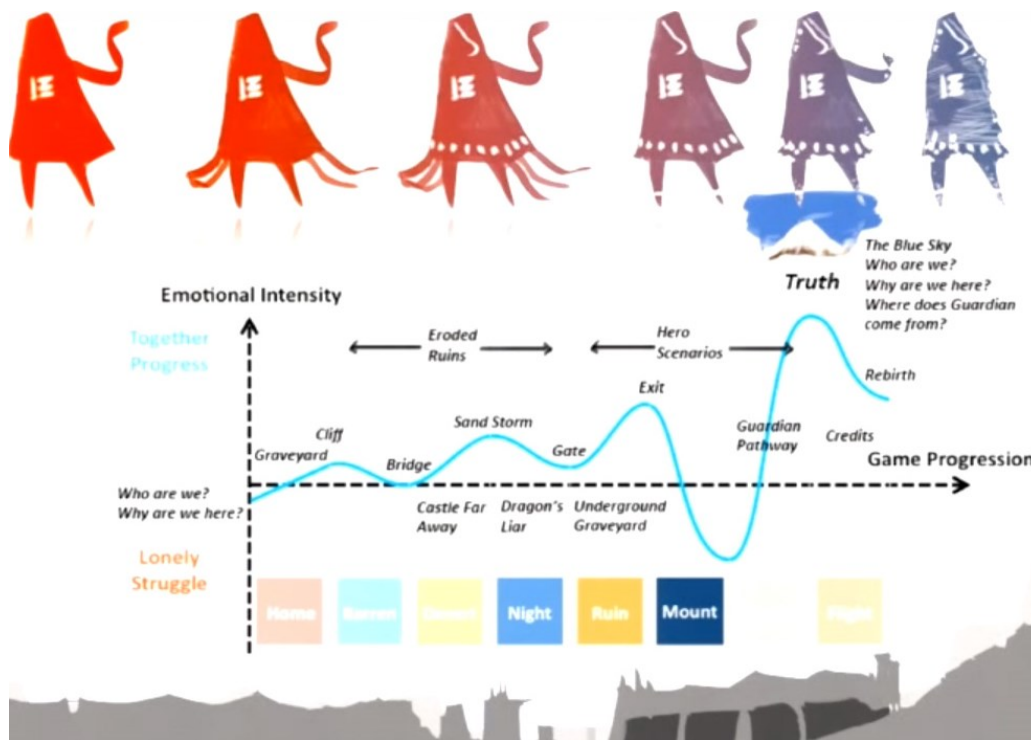 The Blue Sky
Who are we?
Why are we here?
Where does Guardian
come from?
Truth
Emotional Intensity
Together
Progress
Eroded
Ruins
Hero
Scenarios
Exit
Rebirth
Cliff
Graveyard
Sand Storm
Bridge
Gate
Guardian
Pathway
Credits
Game Progression
Who are we?
Why are we here?
Castle Far
Away
Dragon's
Liar
Underground
Graveyard
Lonely
Struggle
Home
Barren
Night
Ruin
Mount